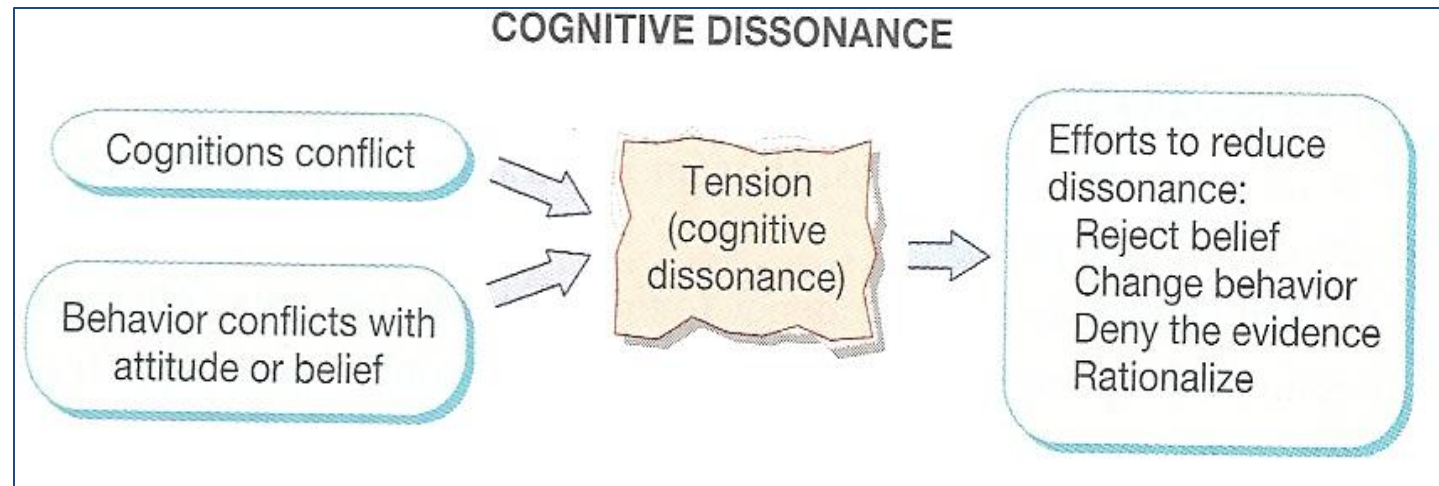 COGNITIVE DISSONANCE
Cognitions conflict
Behavior conflicts with
attitude or belief
Tension
(cognitive
dissonance)
Efforts to reduce
dissonance:
Reject belief
Change behavior
Deny the evidence
Rationalize